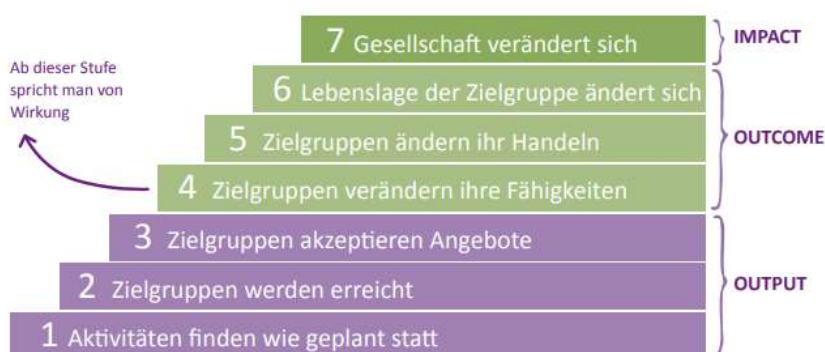 7 Gesellschaft verändert sich
IMPACT
Ab dieser Stufe
spricht man von
Wirkung
6 Lebenslage der Zielgruppe ändert sich
5 Zielgruppen ändern ihr Handeln
OUTCOME
4 Zielgruppen verändern ihre Fähigkeiten
3 Zielgruppen akzeptieren Angebote
2 Zielgruppen werden erreicht
OUTPUT
1 Aktivitäten finden wie geplant statt